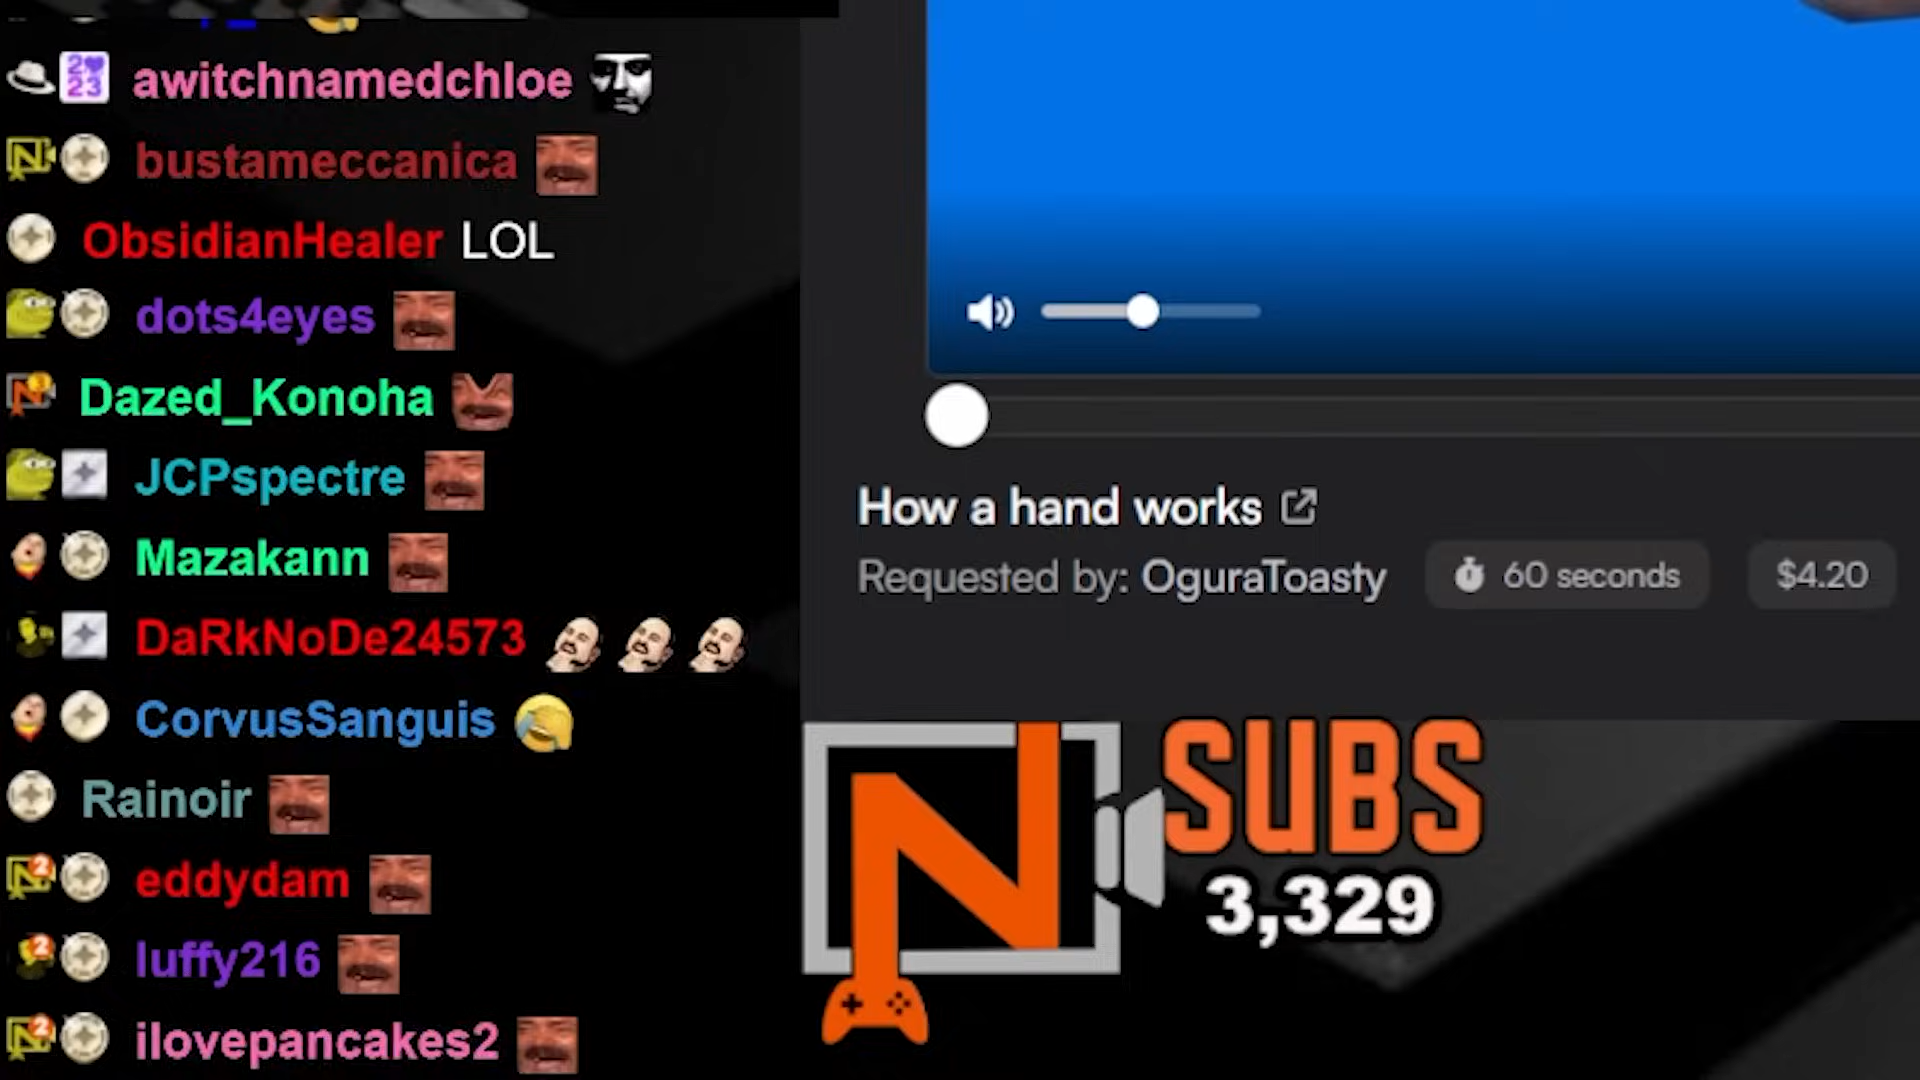 awitchnamedchloe
bustameccanica
ObsidianHealer LOL
dots4eyes
Dazed_Konoha
JCPspectre
Mazakann
DaRkNoDe24573
CorvusSanguis
Rainoir
eddydam
luffy216
ilovepancakes2
How a hand works
Requested by: OguraToasty 60 seconds $4.20
N SUBS
3,329